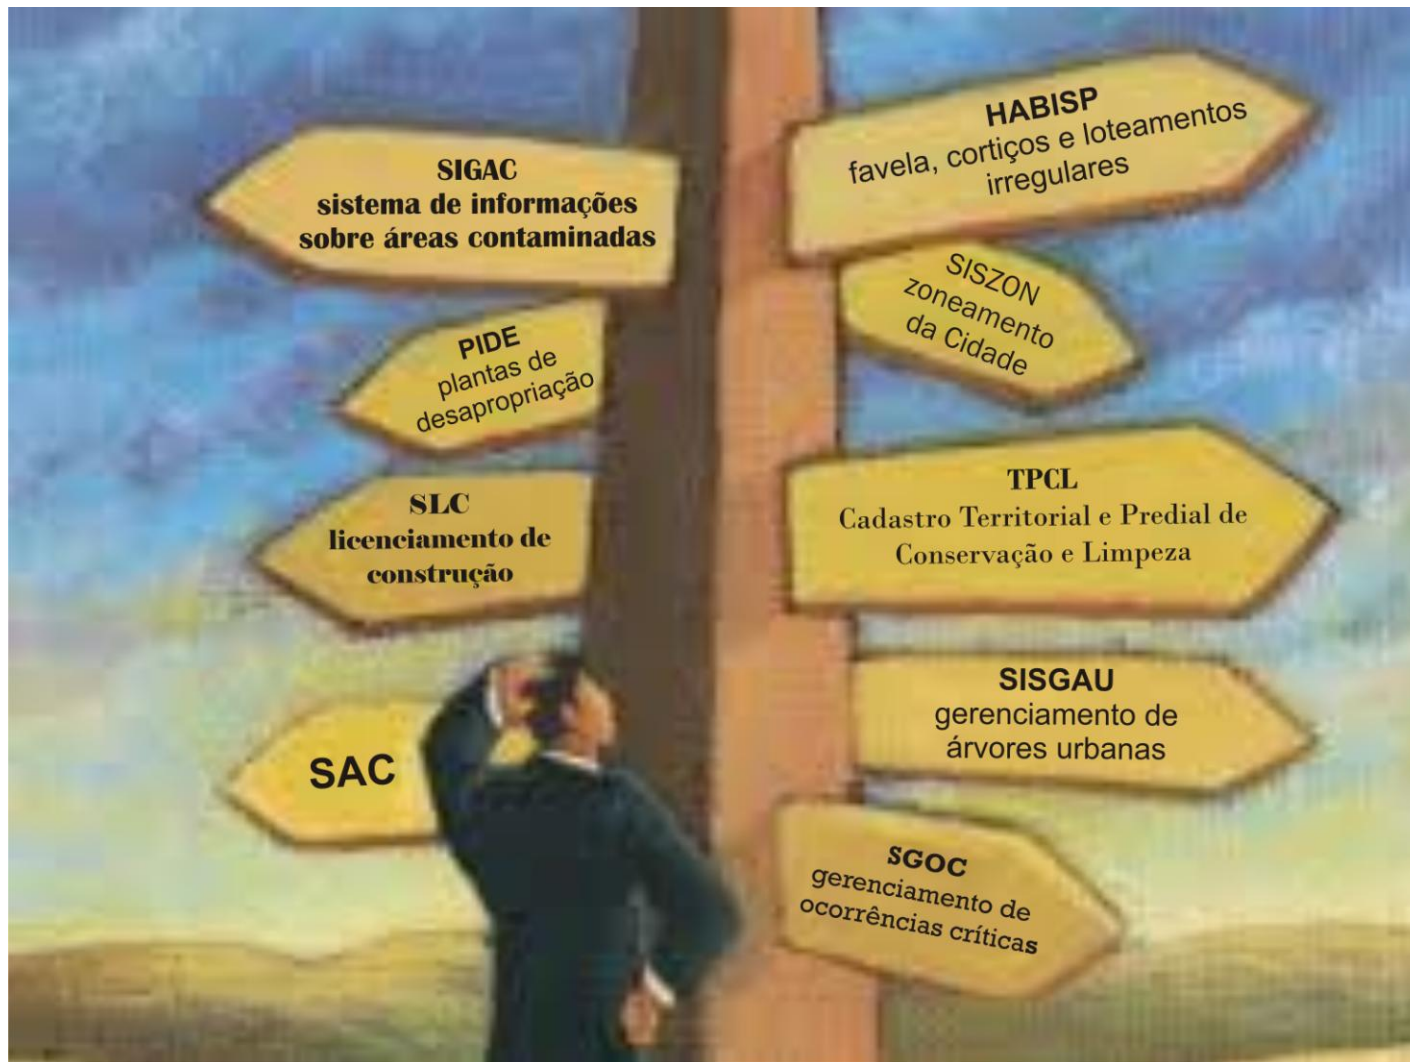 SIGAC
sistema de informações
sobre áreas contaminadas
PIDE
plantas de
desapropriação
SLC
licenciamento de
construção
SAC
HABISP
favela, cortiços e loteamentos
irregulares
SISZON
zoneamento
da Cidade
TPCL
Cadastro Territorial e Predial de
Conservação e Limpeza
SISGAU
gerenciamento de
árvores urbanas
SGOC
gerenciamento de
ocorrências críticas